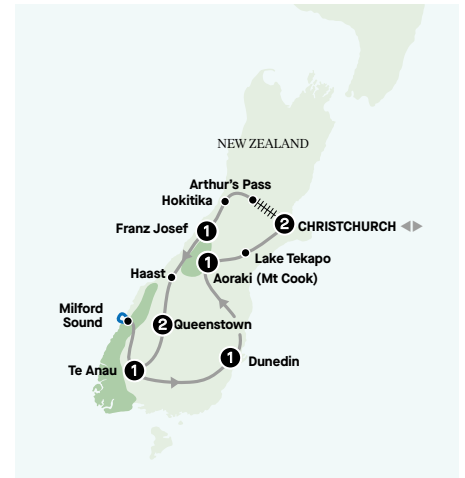 NEW ZEALAND
Arthur's Pass
Hokitika
2 CHRISTCHURCH
Franz Josef 1
Lake Tekapo
1
Aoraki (Mt Cook)
Haast
Milford
Sound
2 Queenstown
1 Dunedin
Te Anau 1